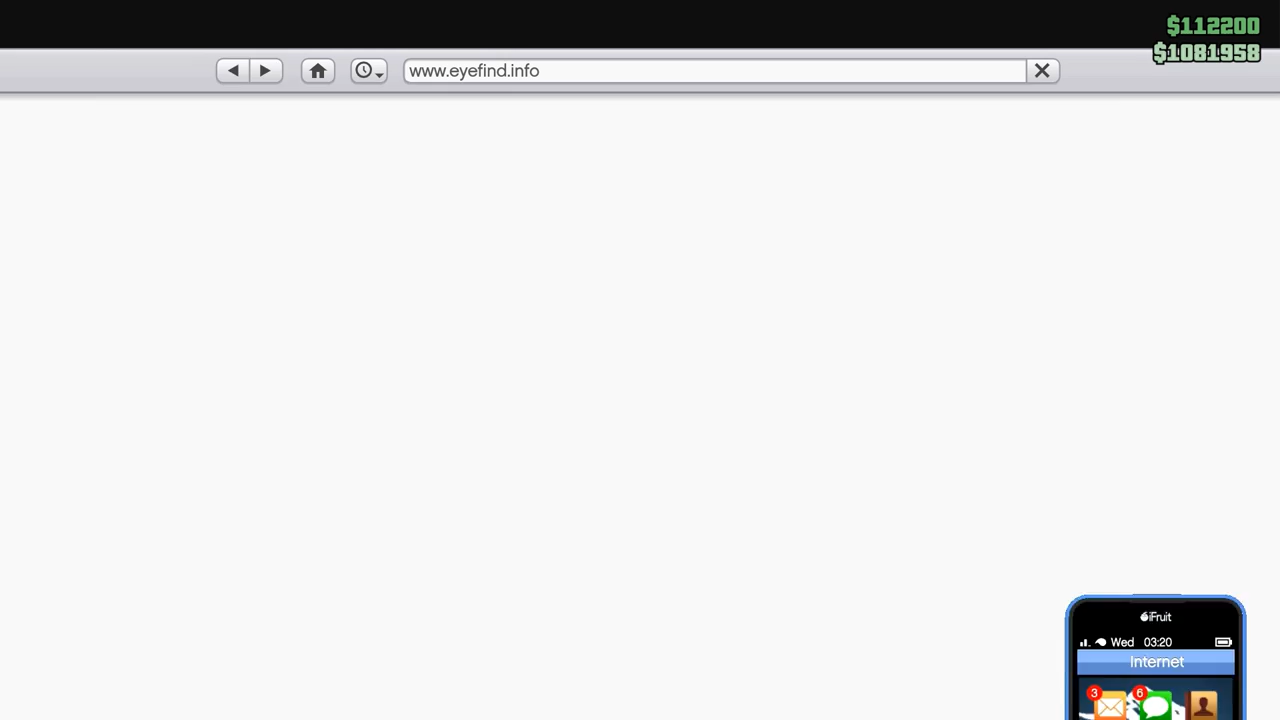 $112200
$1081958
www.eyefind.info
iFruit
Wed 03:20
Internet
3 6